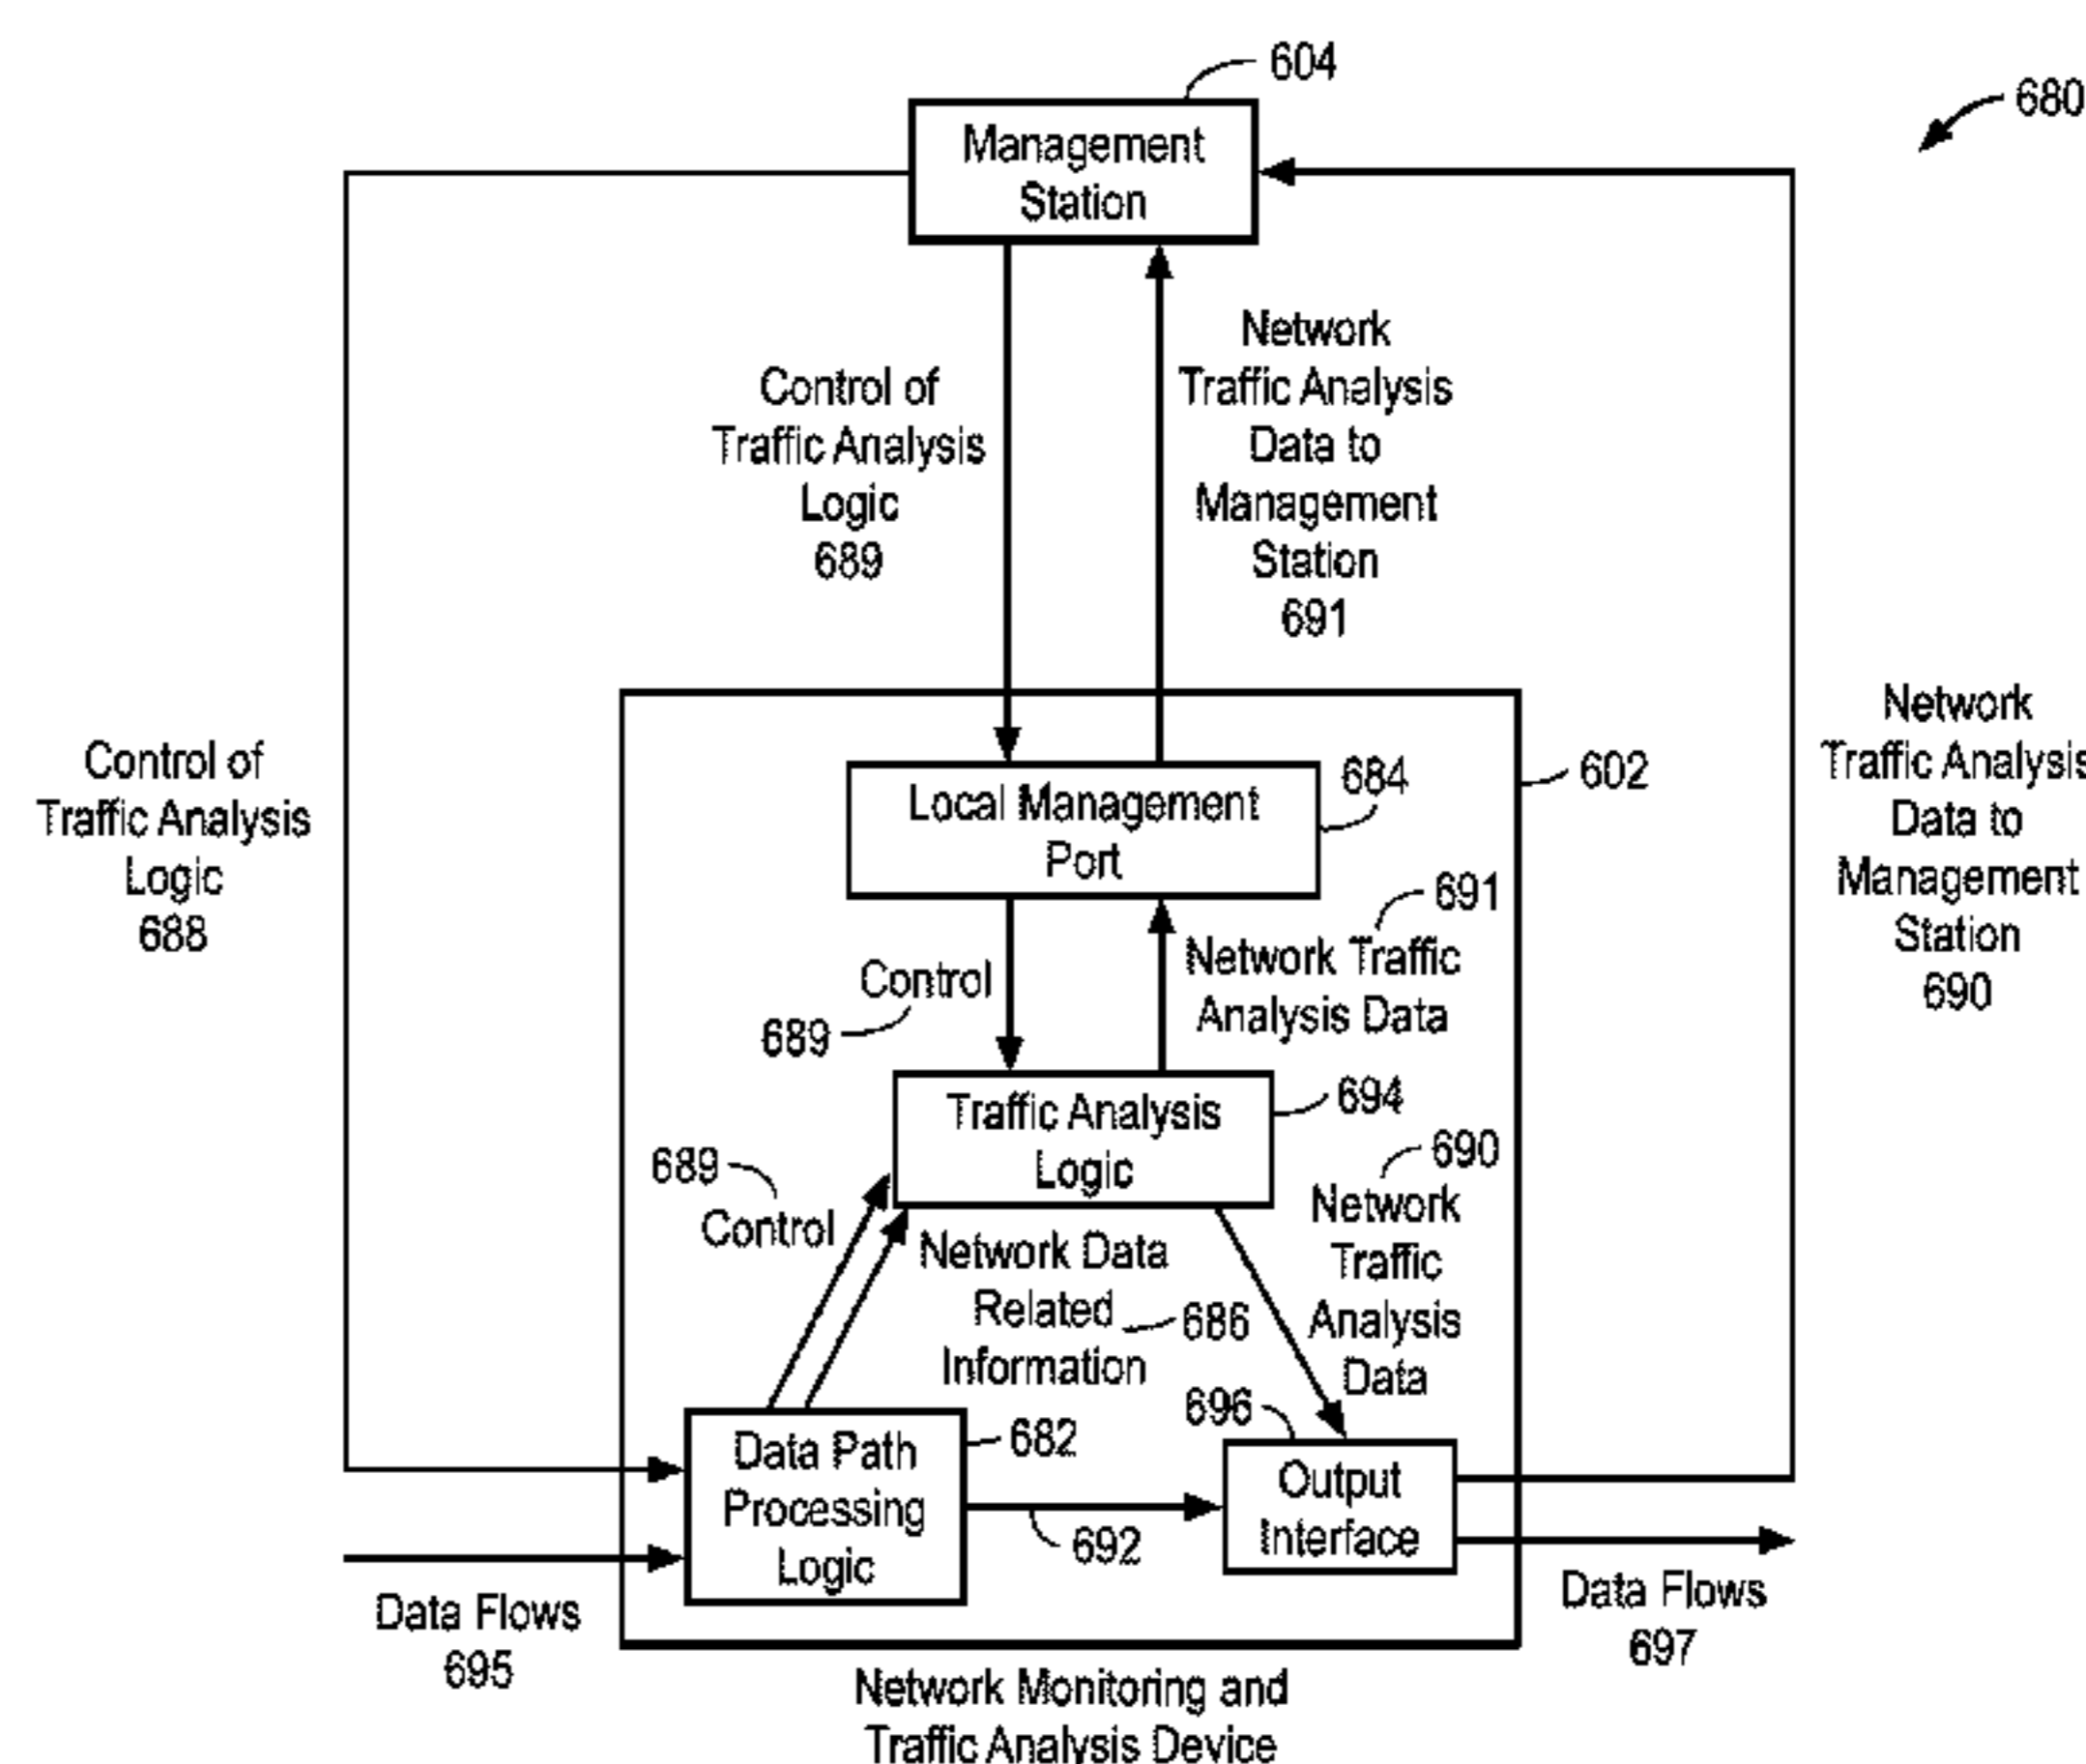 604
680
Management
Station
Control of
Traffic Analysis
Logic
689
Network
Traffic Analysis
Data to
Management
Station
691
Control of
Traffic Analysis
Logic
688
Network
Traffic Analysis
Data to
Management
Station
690
602
Local Management
Port
684
691
Network Traffic
Analysis Data
Control
689
Traffic Analysis
Logic
694
689
Control
690
Network
Traffic
Analysis
Data
Network Data
Related
Information
686
696
Data Path
Processing
Logic
682
692
Output
Interface
Data Flows
695
Data Flows
697
Network Monitoring and
Traffic Analysis Device